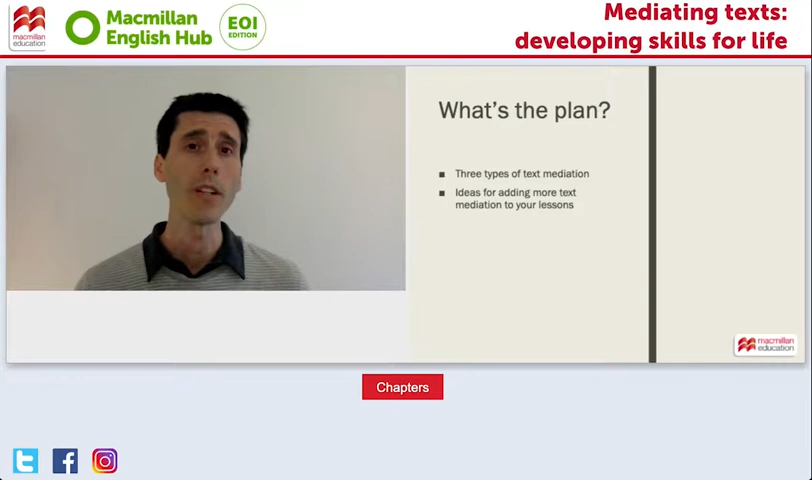 macmillan
education
Macmillan
English Hub
EOI
EDITION
Mediating texts:
developing skills for life
What's the plan?
Three types of text mediation
Ideas for adding more text
mediation to your lessons
macmillan
education
Chapters